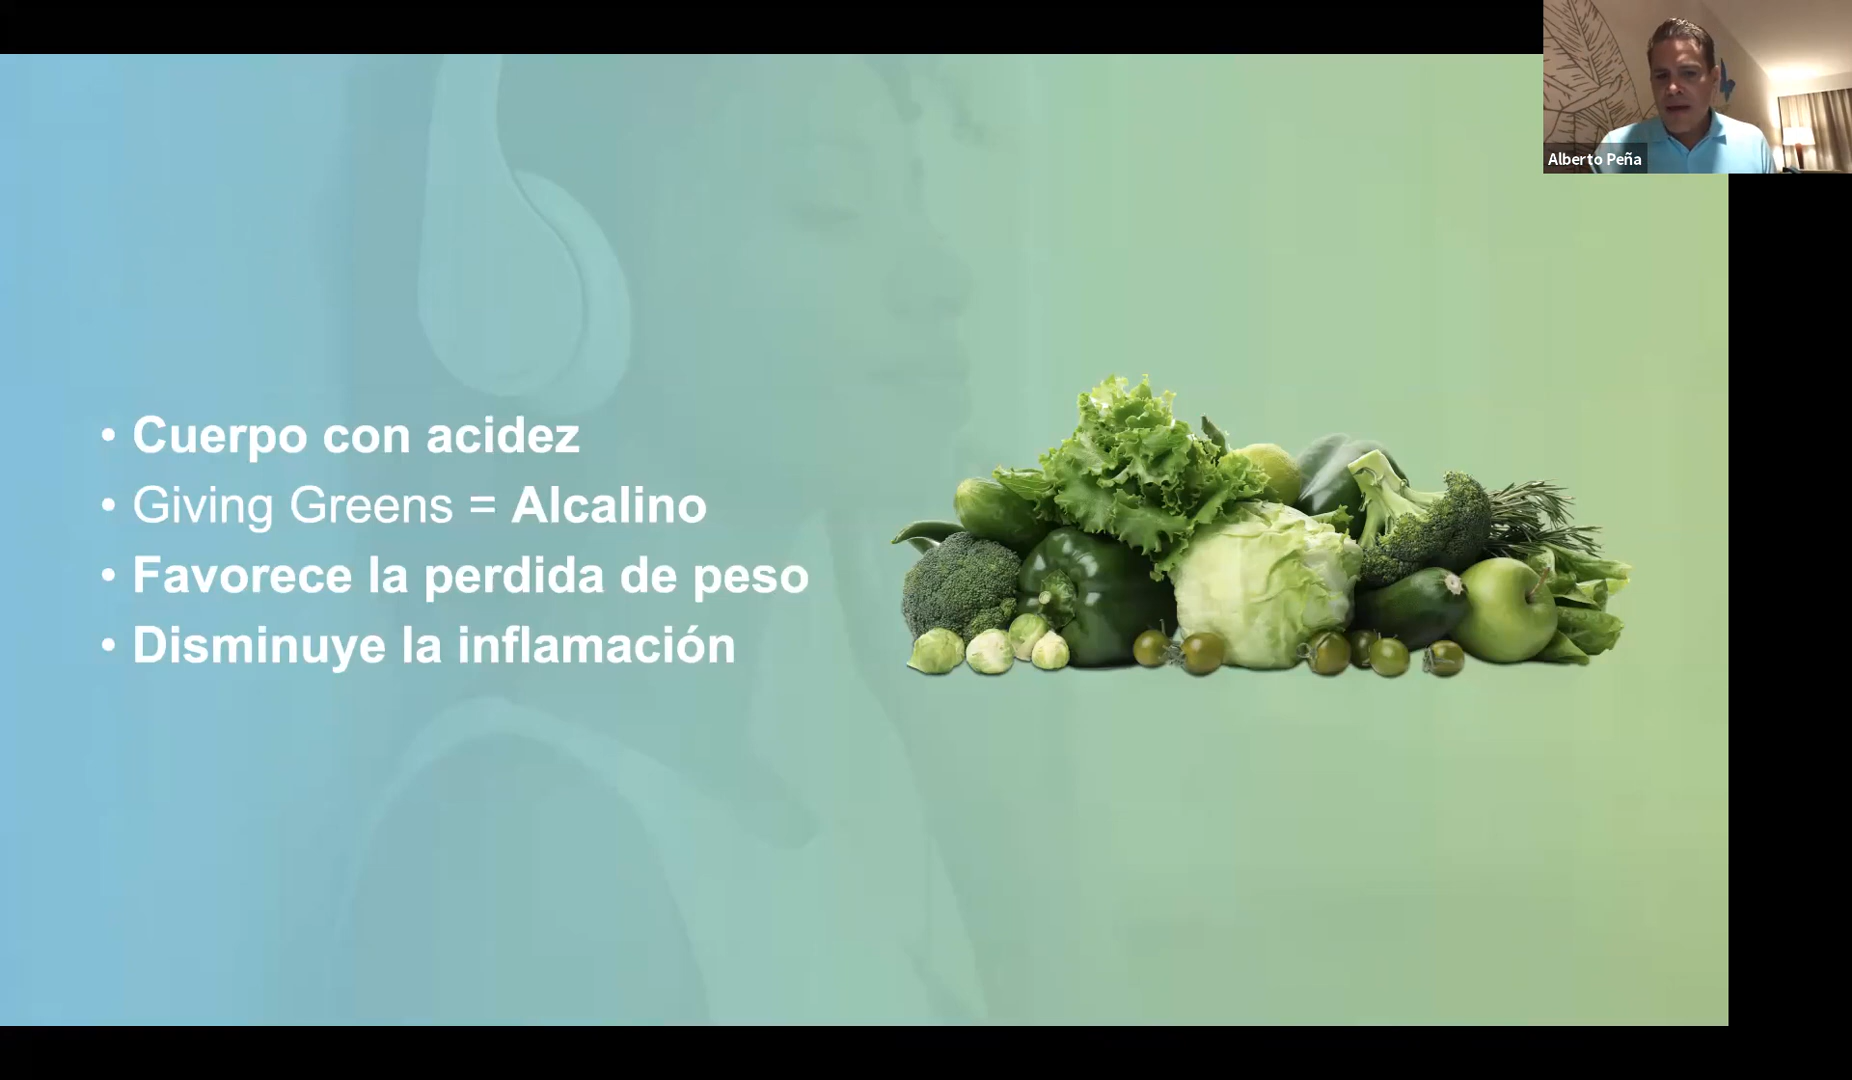 Alberto Peña
• Cuerpo con acidez
• Giving Greens = Alcalino
• Favorece la perdida de peso
• Disminuye la inflamación